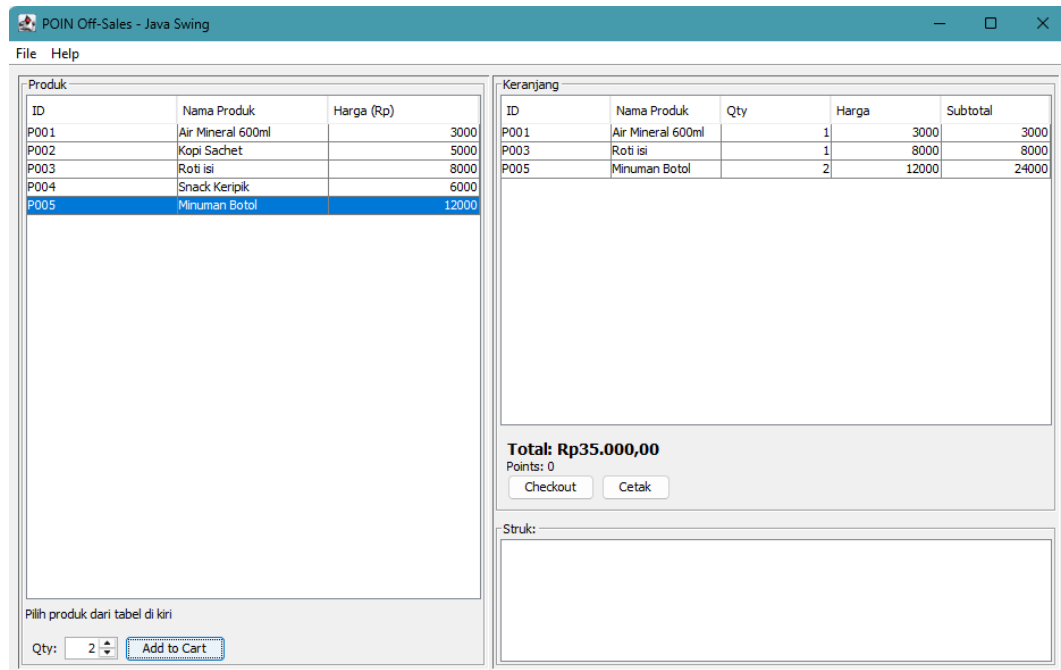 POIN Off-Sales - Java Swing
File Help
Produk
ID Nama Produk Harga (Rp)
P001 Air Mineral 600ml 3000
P002 Kopi Sachet 5000
P003 Roti isi 8000
P004 Snack Keripik 6000
P005 Minuman Botol 12000
Pilih produk dari tabel di kiri
Qty: 2 Add to Cart
Keranjang
ID Nama Produk Qty Harga Subtotal
P001 Air Mineral 600ml 1 3000 3000
P003 Roti isi 1 8000 8000
P005 Minuman Botol 2 12000 24000
Total: Rp35.000,00
Points: 0
Checkout Cetak
Struk: